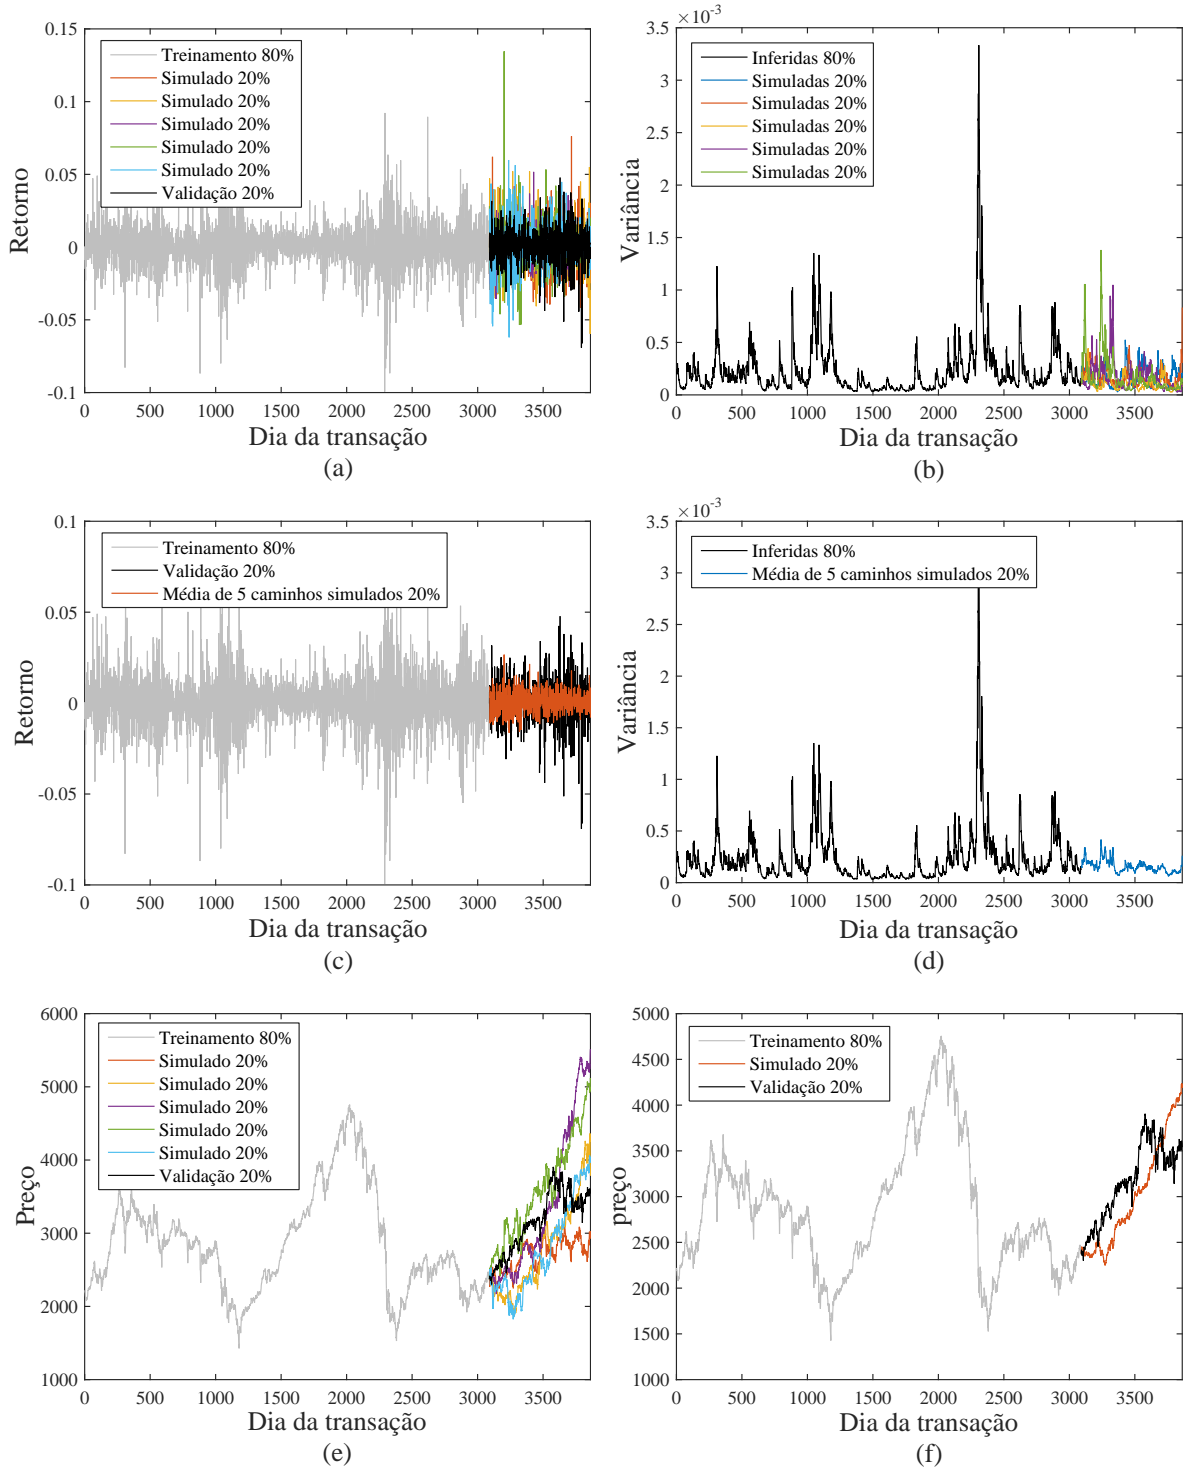 0.15
0.1
0.05
0
-0.05
-0.1
Retorno
Treinamento 80%
Simulado 20%
Simulado 20%
Simulado 20%
Simulado 20%
Simulado 20%
Validação 20%
0 500 1000 1500 2000 2500 3000 3500
Dia da transação
(a)
×10⁻³
3.5
3
2.5
2
1.5
1
0.5
0
Variância
Inferidas 80%
Simuladas 20%
Simuladas 20%
Simuladas 20%
Simuladas 20%
Simuladas 20%
0 500 1000 1500 2000 2500 3000 3500
Dia da transação
(b)
0.1
0.05
0
-0.05
-0.1
Retorno
Treinamento 80%
Validação 20%
Média de 5 caminhos simulados 20%
0 500 1000 1500 2000 2500 3000 3500
Dia da transação
(c)
×10⁻³
3.5
3
2.5
2
1.5
1
0.5
0
Variância
Inferidas 80%
Média de 5 caminhos simulados 20%
0 500 1000 1500 2000 2500 3000 3500
Dia da transação
(d)
6000
5000
4000
3000
2000
1000
Preço
Treinamento 80%
Simulado 20%
Simulado 20%
Simulado 20%
Simulado 20%
Simulado 20%
Validação 20%
0 500 1000 1500 2000 2500 3000 3500
Dia da transação
(e)
5000
4500
4000
3500
3000
2500
2000
1500
1000
preço
Treinamento 80%
Simulado 20%
Validação 20%
0 500 1000 1500 2000 2500 3000 3500
Dia da transação
(f)